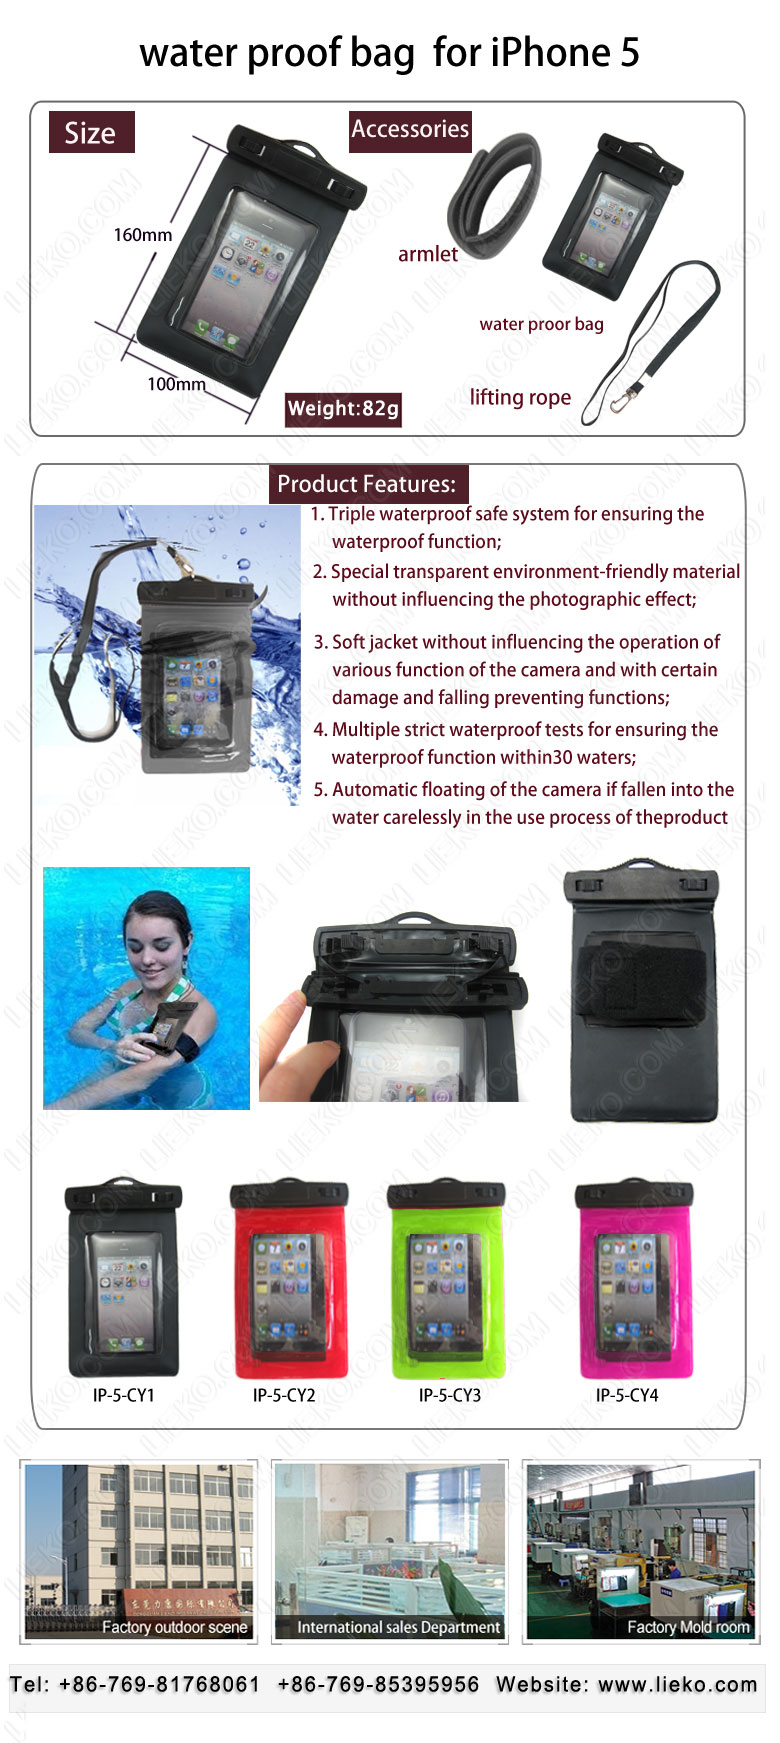 water proof bag for iPhone 5
Size
Accessories
160mm
armlet
water proor bag
100mm
lifting rope
Weight:82g
Product Features:
1. Triple waterproof safe system for ensuring the
waterproof function;
2. Special transparent environment-friendly material
without influencing the photographic effect;
3. Soft jacket without influencing the operation of
various function of the camera and with certain
damage and falling preventing functions;
4. Multiple strict waterproof tests for ensuring the
waterproof function within30 waters;
5. Automatic floating of the camera if fallen into the
water carelessly in the use process of theproduct
IP-5-CY1
IP-5-CY2
IP-5-CY3
IP-5-CY4
Factory outdoor scene
International sales Department
Factory Mold room
Tel: +86-769-81768061 +86-769-85395956 Website: www.lieko.com
LIEKO.COM